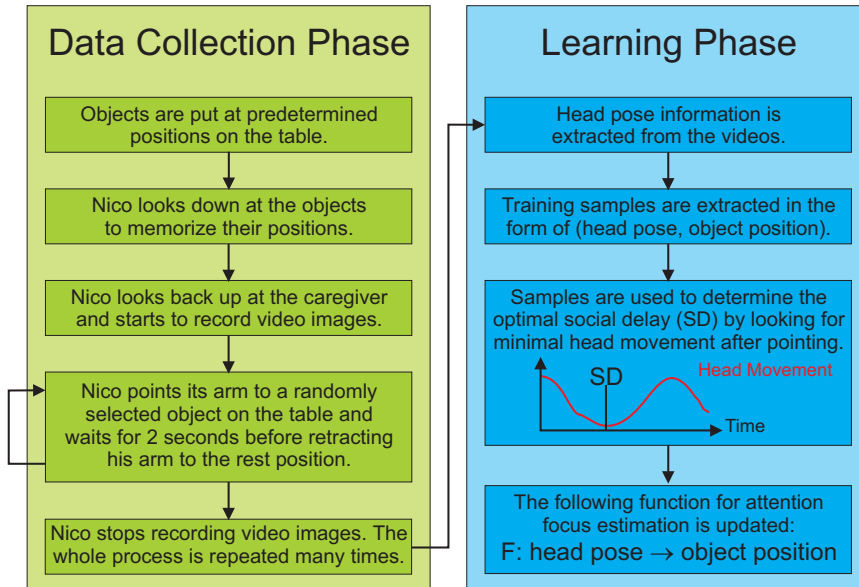 Data Collection Phase
Objects are put at predetermined
positions on the table.
Nico looks down at the objects
to memorize their positions.
Nico looks back up at the caregiver
and starts to record video images.
Nico points its arm to a randomly
selected object on the table and
waits for 2 seconds before retracting
his arm to the rest position.
Nico stops recording video images. The
whole process is repeated many times.
Learning Phase
Head pose information is
extracted from the videos.
Training samples are extracted in the
form of (head pose, object position).
Samples are used to determine the
optimal social delay (SD) by looking for
minimal head movement after pointing.
SD
Head Movement
Time
The following function for attention
focus estimation is updated:
F: head pose → object position